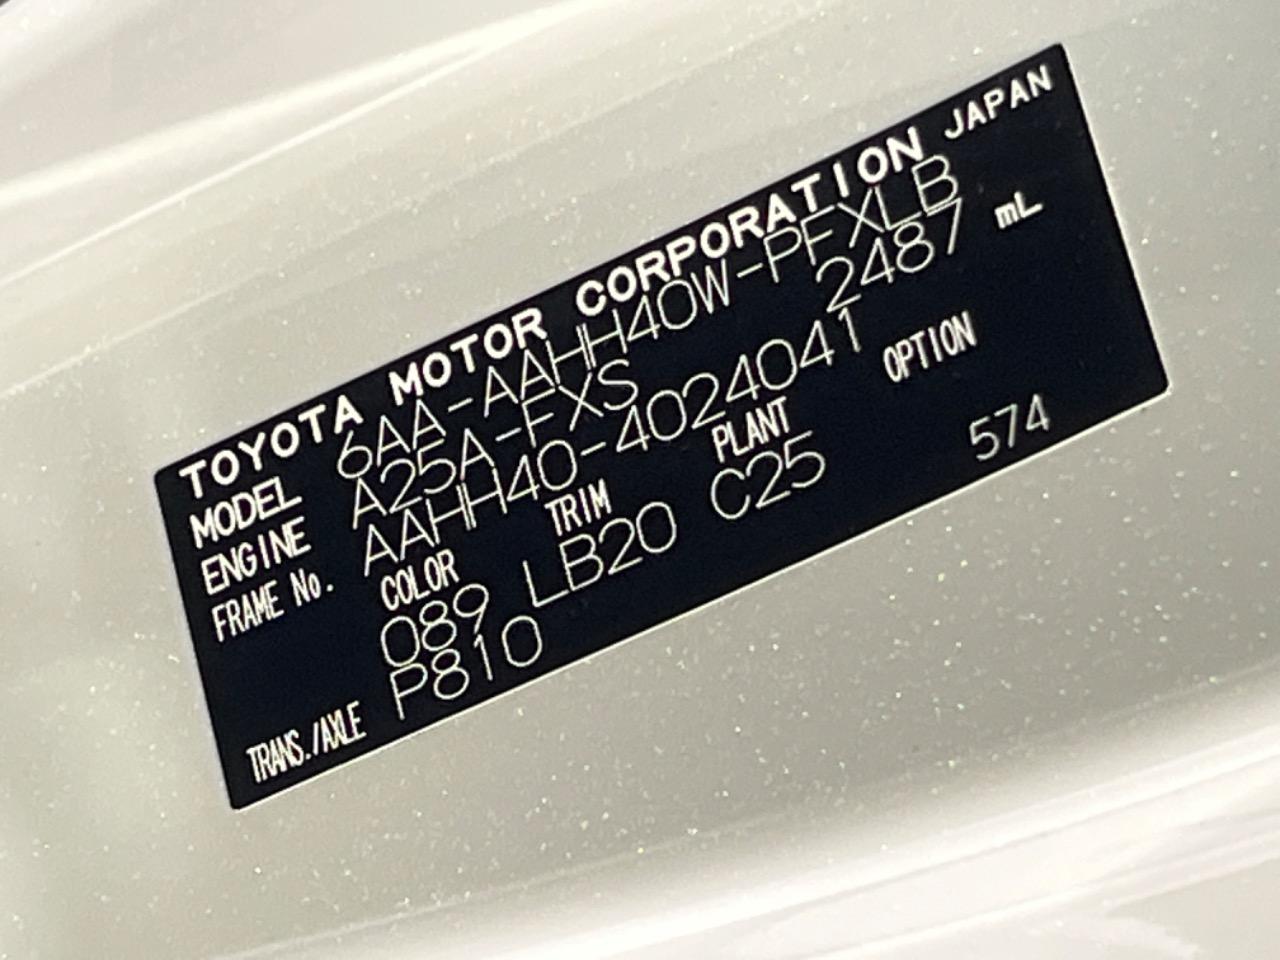 TOYOTA MOTOR CORPORATION JAPAN
MODEL 6AA-AAHH40W-PFXLB
ENGINE A25A-FXS 2487 mL
FRAME No. AAHH40-4024041
COLOR TRIM PLANT OPTION
089 LB20 C25 574
TRANS./AXLE P810